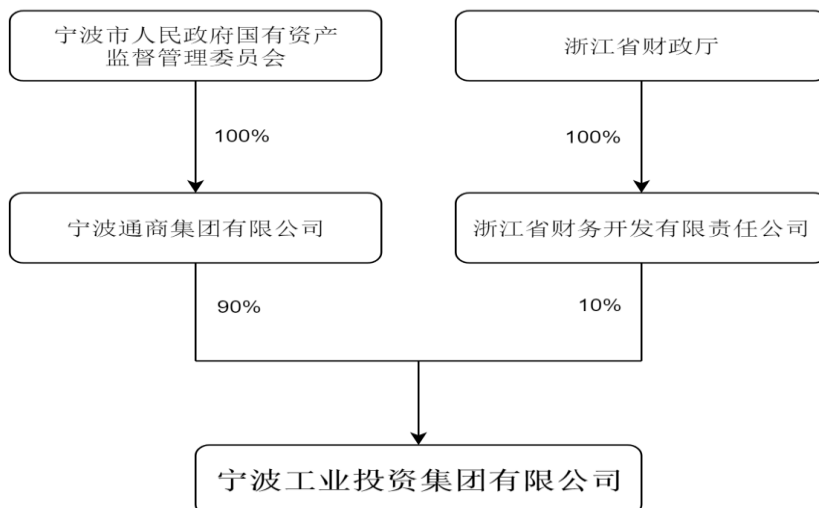 宁波市人民政府国有资产
监督管理委员会
浙江省财政厅
100%
100%
宁波通商集团有限公司
浙江省财务开发有限责任公司
90%
10%
宁波工业投资集团有限公司